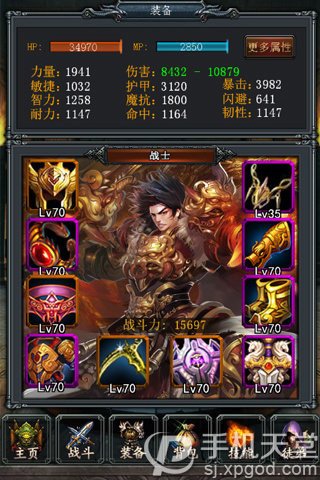 装备
HP: 34970 MP: 2850 更多属性
力量: 1941 伤害: 8432 - 10879
敏捷: 1032 护甲: 3120 暴击: 3982
智力: 1258 魔抗: 1800 闪避: 641
耐力: 1147 命中: 1164 韧性: 1147
战士
Lv70 Lv35
Lv70 Lv70
Lv70 Lv70
战斗力: 15697
Lv70 Lv70 Lv70 Lv70
主页 战斗 装备 背包
手机天堂
sj.xpgod.com